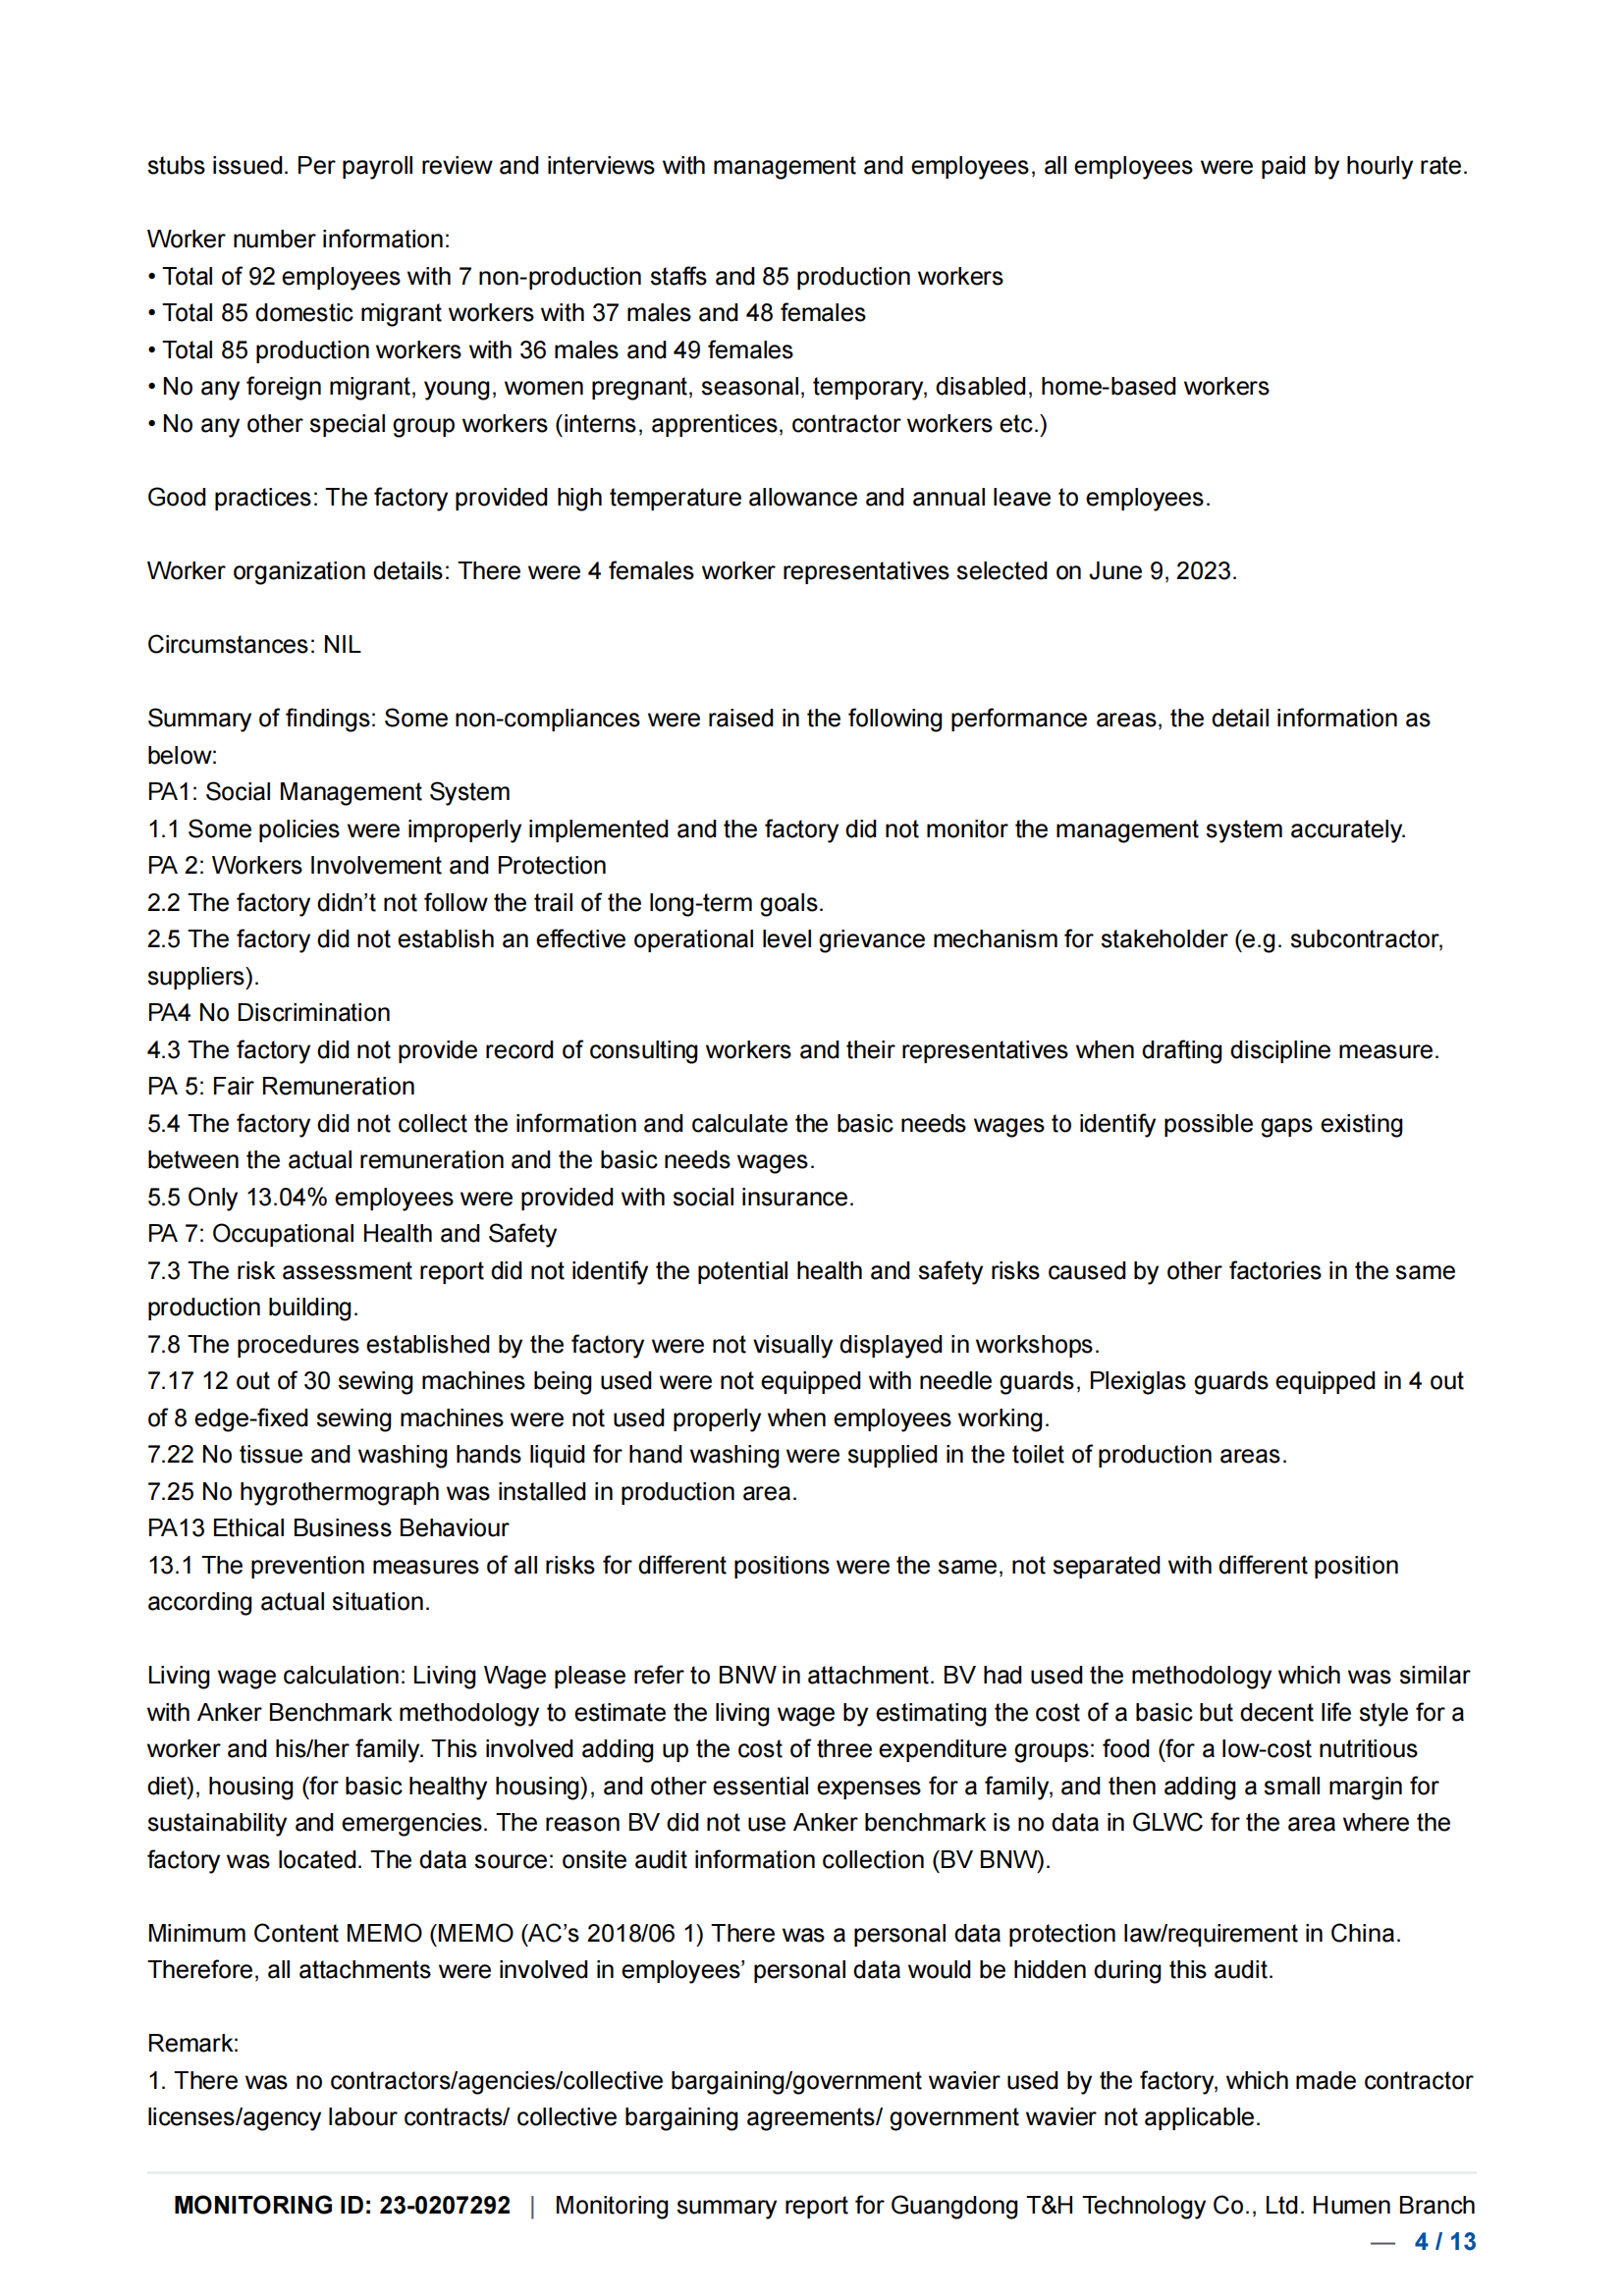 stubs issued. Per payroll review and interviews with management and employees, all employees were paid by hourly rate.
Worker number information:
• Total of 92 employees with 7 non-production staffs and 85 production workers
• Total 85 domestic migrant workers with 37 males and 48 females
• Total 85 production workers with 36 males and 49 females
• No any foreign migrant, young, women pregnant, seasonal, temporary, disabled, home-based workers
• No any other special group workers (interns, apprentices, contractor workers etc.)
Good practices: The factory provided high temperature allowance and annual leave to employees.
Worker organization details: There were 4 females worker representatives selected on June 9, 2023.
Circumstances: NIL
Summary of findings: Some non-compliances were raised in the following performance areas, the detail information as
below:
PA1: Social Management System
1.1 Some policies were improperly implemented and the factory did not monitor the management system accurately.
PA 2: Workers Involvement and Protection
2.2 The factory didn’t not follow the trail of the long-term goals.
2.5 The factory did not establish an effective operational level grievance mechanism for stakeholder (e.g. subcontractor,
suppliers).
PA4 No Discrimination
4.3 The factory did not provide record of consulting workers and their representatives when drafting discipline measure.
PA 5: Fair Remuneration
5.4 The factory did not collect the information and calculate the basic needs wages to identify possible gaps existing
between the actual remuneration and the basic needs wages.
5.5 Only 13.04% employees were provided with social insurance.
PA 7: Occupational Health and Safety
7.3 The risk assessment report did not identify the potential health and safety risks caused by other factories in the same
production building.
7.8 The procedures established by the factory were not visually displayed in workshops.
7.17 12 out of 30 sewing machines being used were not equipped with needle guards, Plexiglas guards equipped in 4 out
of 8 edge-fixed sewing machines were not used properly when employees working.
7.22 No tissue and washing hands liquid for hand washing were supplied in the toilet of production areas.
7.25 No hygrothermograph was installed in production area.
PA13 Ethical Business Behaviour
13.1 The prevention measures of all risks for different positions were the same, not separated with different position
according actual situation.
Living wage calculation: Living Wage please refer to BNW in attachment. BV had used the methodology which was similar
with Anker Benchmark methodology to estimate the living wage by estimating the cost of a basic but decent life style for a
worker and his/her family. This involved adding up the cost of three expenditure groups: food (for a low-cost nutritious
diet), housing (for basic healthy housing), and other essential expenses for a family, and then adding a small margin for
sustainability and emergencies. The reason BV did not use Anker benchmark is no data in GLWC for the area where the
factory was located. The data source: onsite audit information collection (BV BNW).
Minimum Content MEMO (MEMO (AC’s 2018/06 1) There was a personal data protection law/requirement in China.
Therefore, all attachments were involved in employees’ personal data would be hidden during this audit.
Remark:
1. There was no contractors/agencies/collective bargaining/government wavier used by the factory, which made contractor
licenses/agency labour contracts/ collective bargaining agreements/ government wavier not applicable.
MONITORING ID: 23-0207292 | Monitoring summary report for Guangdong T&H Technology Co., Ltd. Humen Branch
— 4 / 13